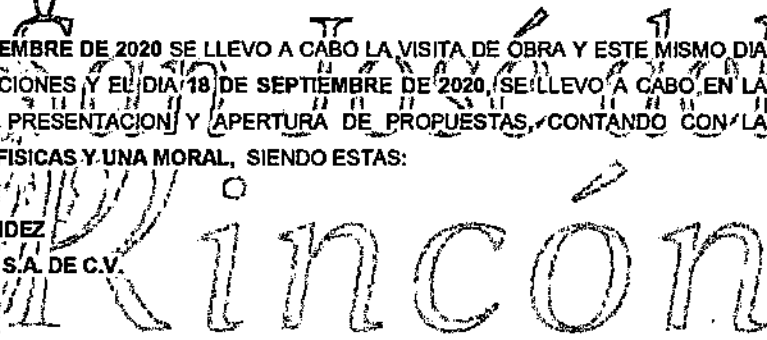 EMBRE DE 2020 SE LLEVO A CABO LA VISITA DE OBRA Y ESTE MISMO DIA
CIONES Y EL DIA 18 DE SEPTIEMBRE DE 2020, SE LLEVO A CABO EN LA
PRESENTACION Y APERTURA DE PROPUESTAS, CONTANDO CON LA
FISICAS Y UNA MORAL, SIENDO ESTAS:
NDEZ
S.A. DE C.V.
Rincón